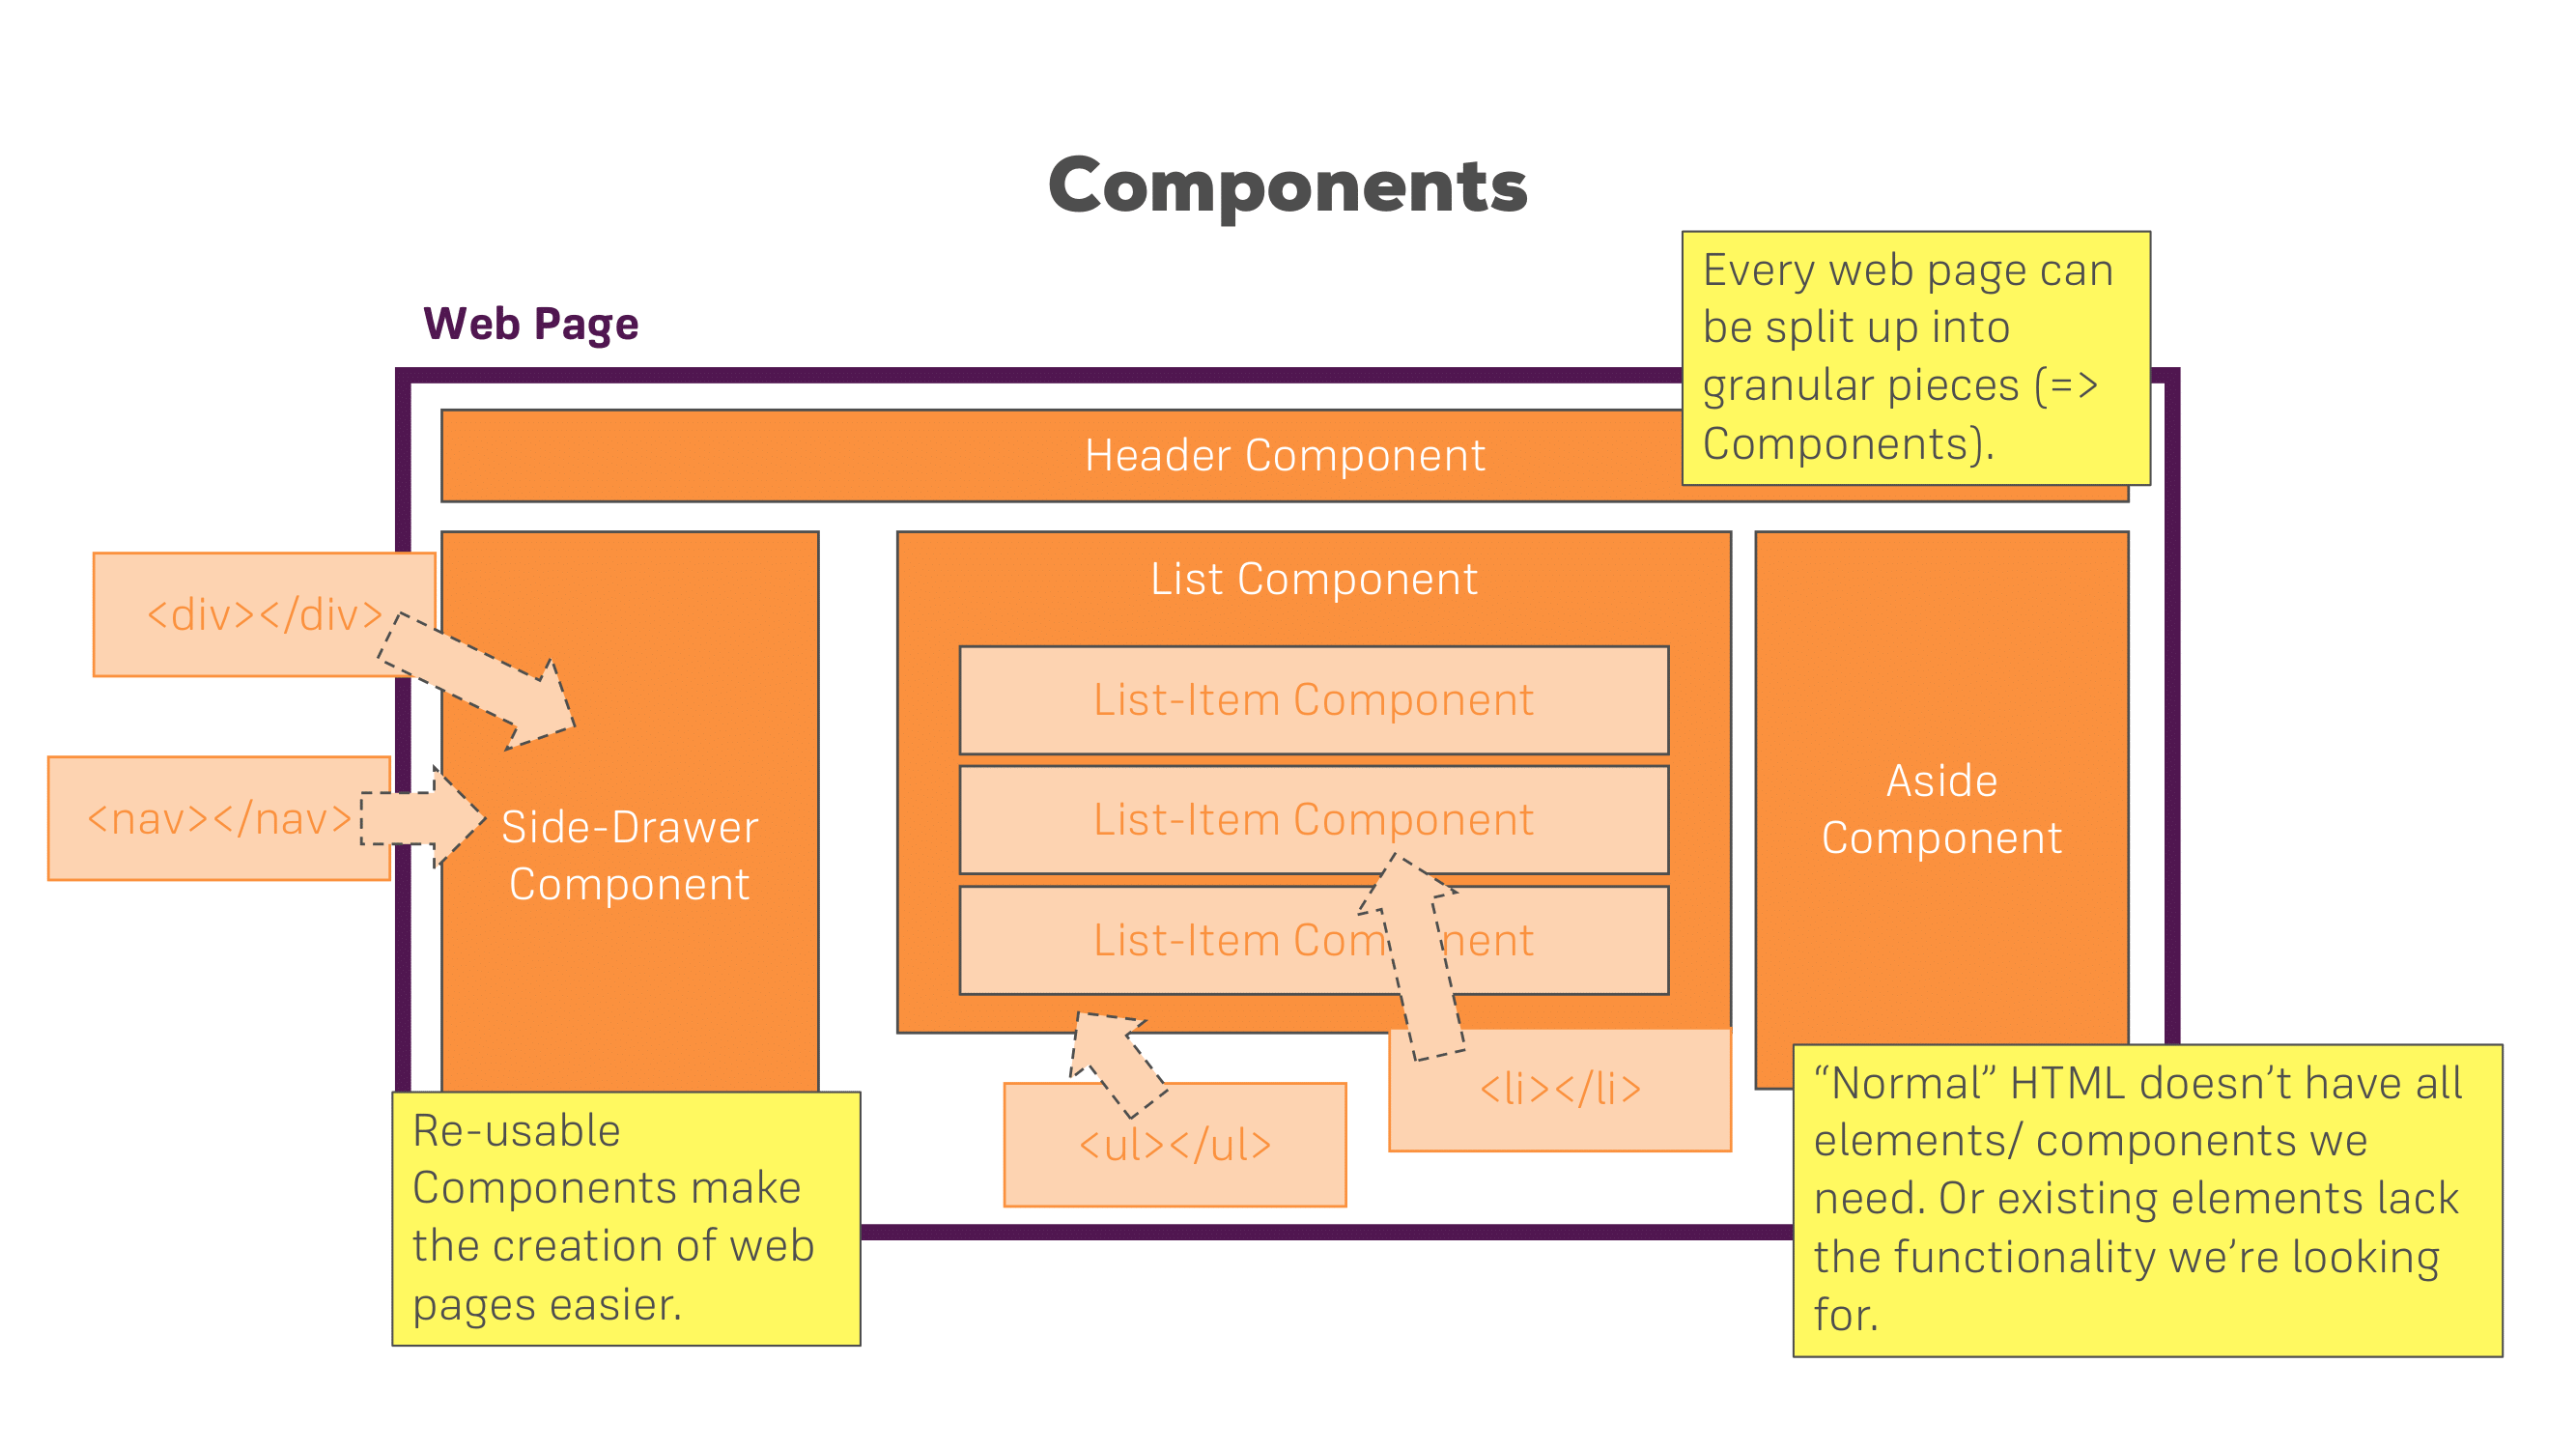 Components
Every web page can
be split up into
granular pieces (=>
Components).
Web Page
Header Component
<div></div>
<nav></nav>
Side-Drawer
Component
List Component
List-Item Component
List-Item Component
List-Item Com nent
Aside
Component
<ul></ul>
<li></li>
Re-usable
Components make
the creation of web
pages easier.
“Normal” HTML doesn’t have all
elements/ components we
need. Or existing elements lack
the functionality we’re looking
for.